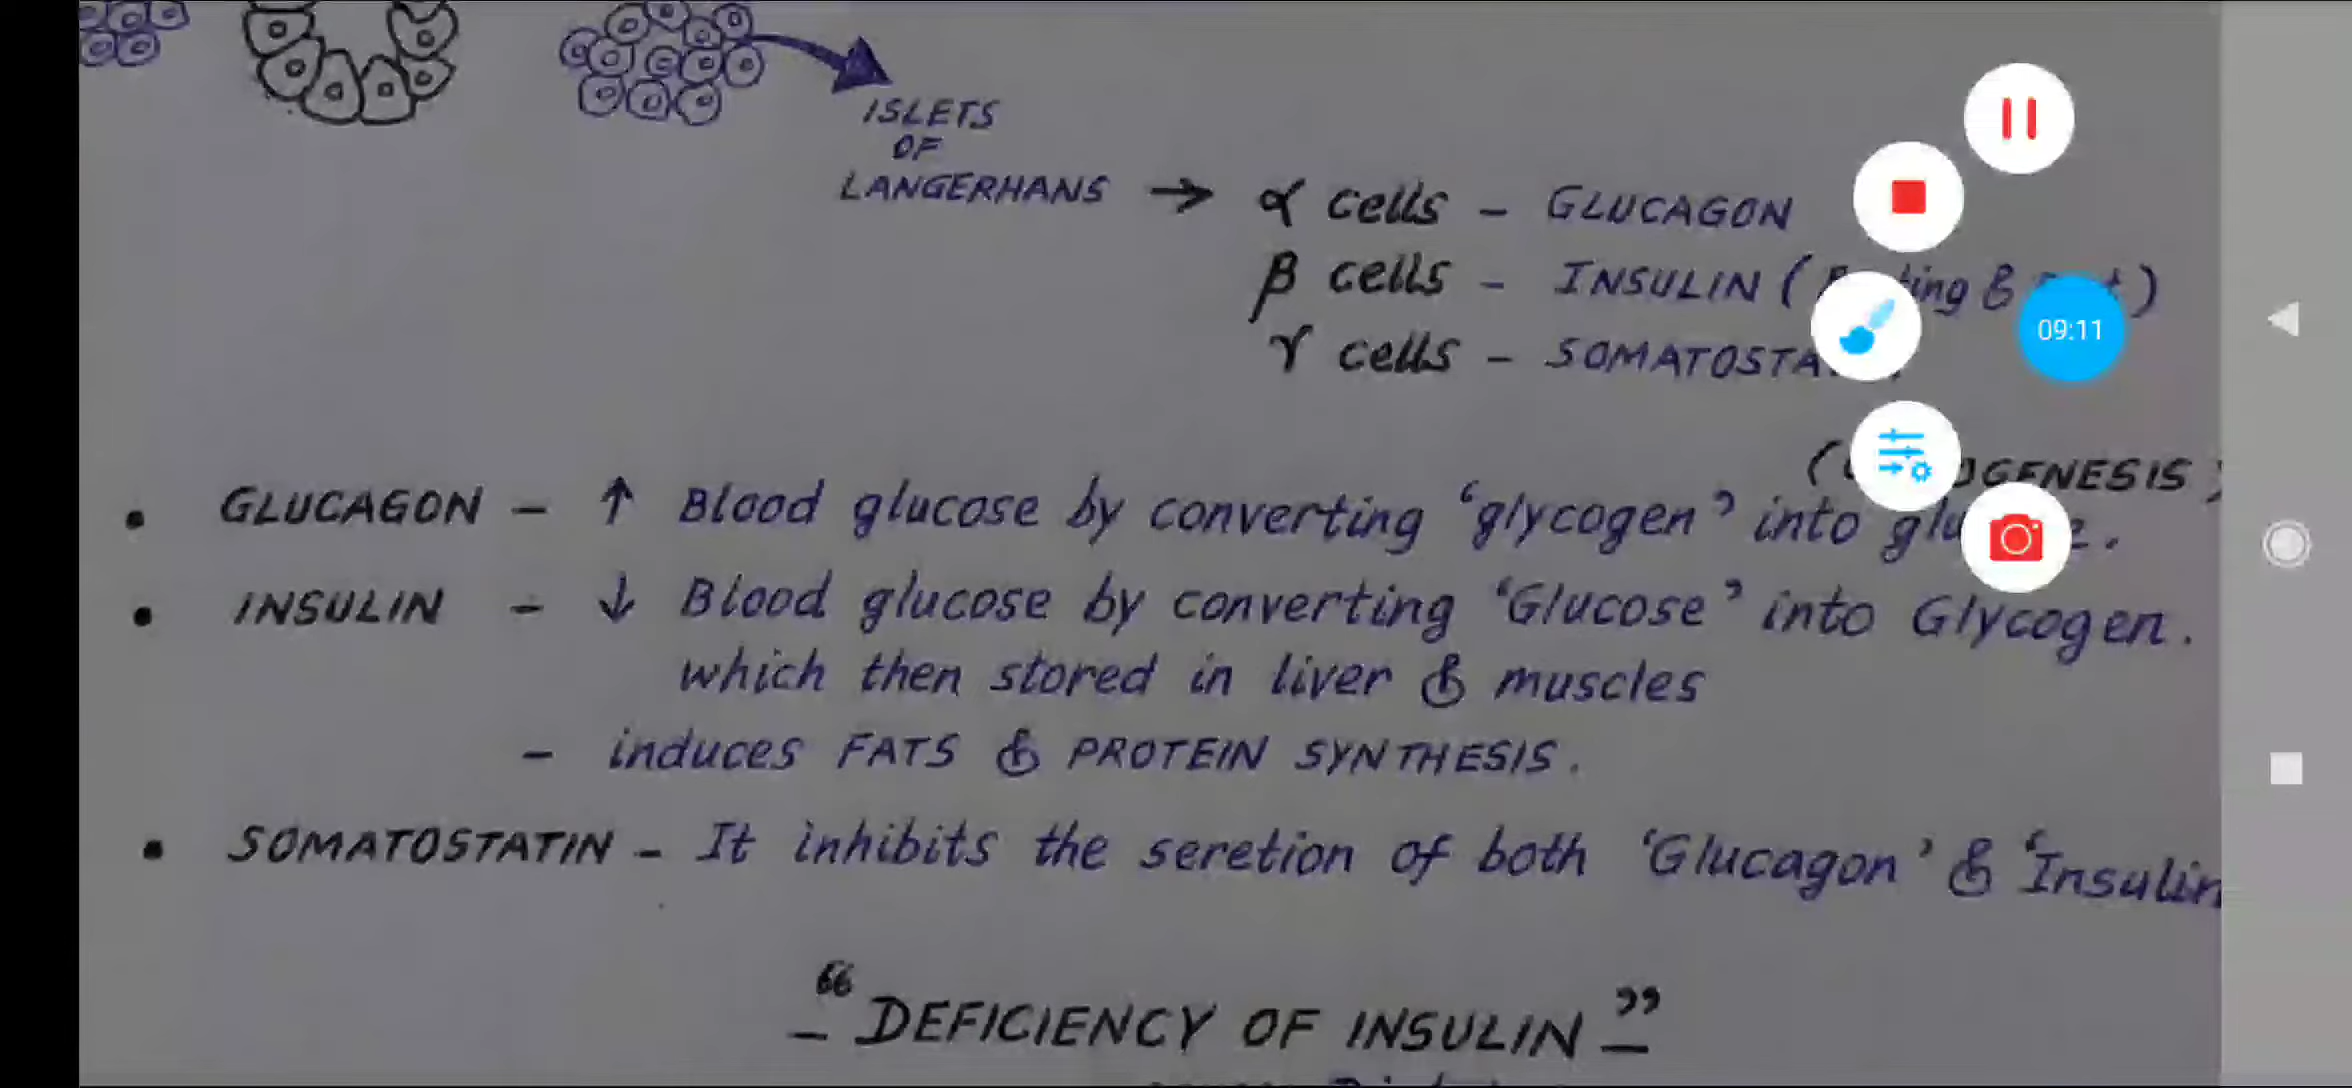 ISLETS
OF
LANGERHANS → α cells - GLUCAGON
β cells - INSULIN ( & )
γ cells -
09:11
GLUCAGON - ↑ Blood glucose by converting 'glycogen' into
• INSULIN - ↓ Blood glucose by converting 'Glucose' into Glycogen.
which then stored in liver & muscles
- induces FATS & PROTEIN SYNTHESIS.
• SOMATOSTATIN - It inhibits the seretion of both 'Glucagon' & 'Insulin
"DEFICIENCY OF INSULIN"